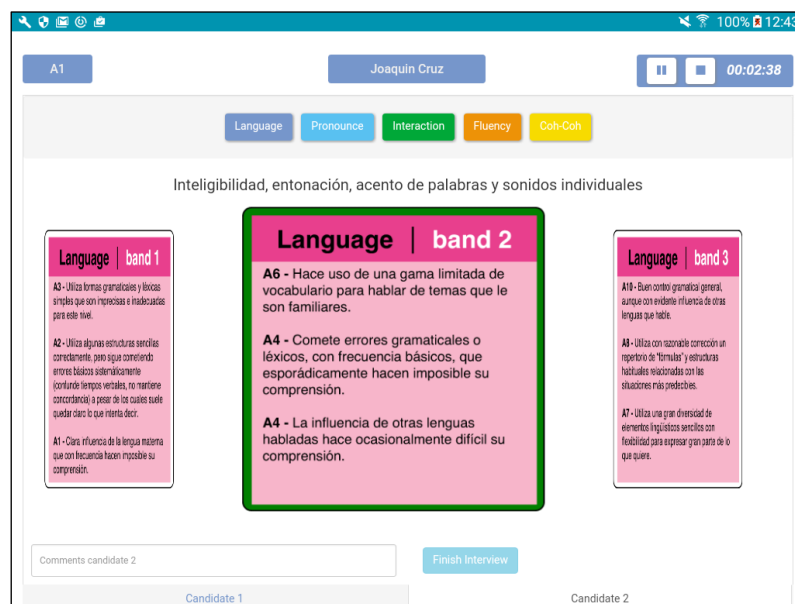 100% 12:43
A1
Joaquin Cruz
00:02:38
Language
Pronounce
Interaction
Fluency
Coh-Coh
Inteligibilidad, entonación, acento de palabras y sonidos individuales
Language | band 1
A3 - Utiliza formas gramaticales y léxicas
simples que son imprecisas e inadecuadas
para este nivel.
A2 - Utiliza algunas estructuras sencillas
correctamente, pero sigue cometiendo
errores básicos sistemáticamente
(confunde tiempos verbales, no mantiene
concordancia) a pesar de los cuales suele
quedar claro lo que intenta decir.
A1 - Clara influencia de la lengua materna
que con frecuencia hacen imposible su
comprensión.
Language | band 2
A6 - Hace uso de una gama limitada de
vocabulario para hablar de temas que le
son familiares.
A4 - Comete errores gramaticales o
léxicos, con frecuencia básicos, que
esporádicamente hacen imposible su
comprensión.
A4 - La influencia de otras lenguas
habladas hace ocasionalmente difícil su
comprensión.
Language | band 3
A10 - Buen control gramatical general,
aunque con evidente influencia de otras
lenguas que hable.
A8 - Utiliza con razonable corrección un
repertorio de "fórmulas" y estructuras
habituales relacionadas con las
situaciones más predecibles.
A7 - Utiliza una gran diversidad de
elementos lingüísticos sencillos con
flexibilidad para expresar gran parte de lo
que quiere.
Comments candidate 2
Finish Interview
Candidate 1
Candidate 2